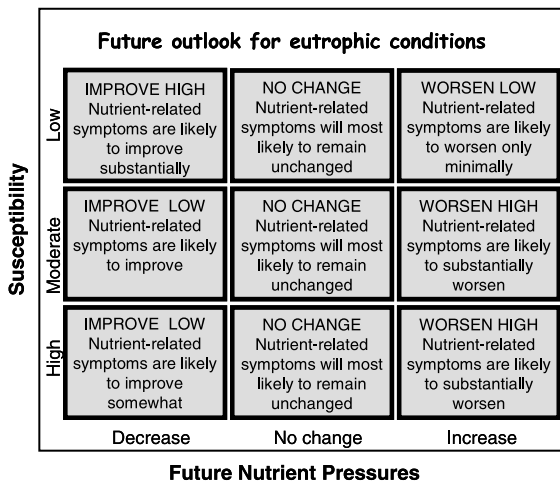 Future outlook for eutrophic conditions
Susceptibility
Low
IMPROVE HIGH
Nutrient-related
symptoms are likely
to improve
substantially
NO CHANGE
Nutrient-related
symptoms will most
likely to remain
unchanged
WORSEN LOW
Nutrient-related
symptoms are likely
to worsen only
minimally
Moderate
IMPROVE LOW
Nutrient-related
symptoms are likely
to improve
NO CHANGE
Nutrient-related
symptoms will most
likely to remain
unchanged
WORSEN HIGH
Nutrient-related
symptoms are likely
to substantially
worsen
High
IMPROVE LOW
Nutrient-related
symptoms are likely
to improve
somewhat
NO CHANGE
Nutrient-related
symptoms will most
likely to remain
unchanged
WORSEN HIGH
Nutrient-related
symptoms are likely
to substantially
worsen
Decrease
No change
Increase
Future Nutrient Pressures